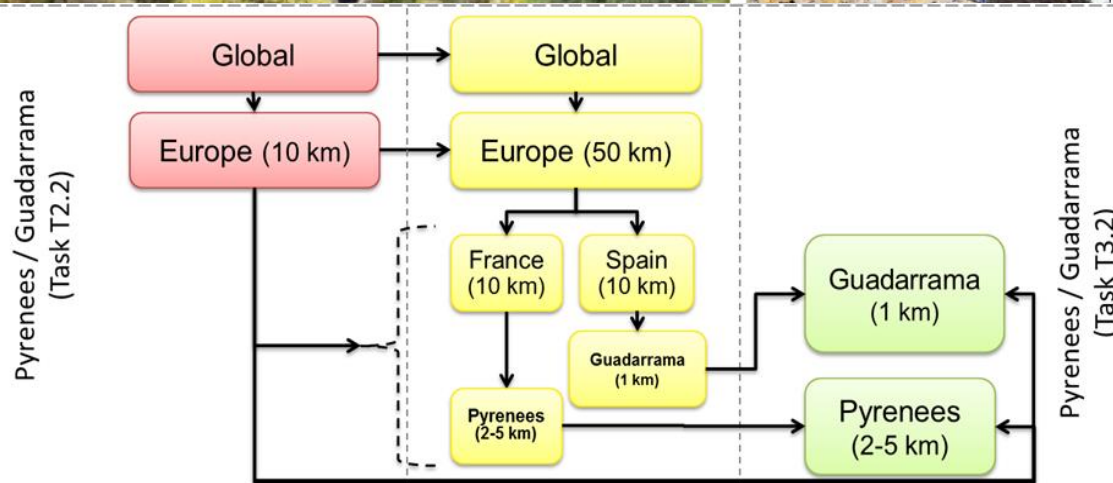 Pyrenees / Guadarrama
(Task T2.2)
Global
Europe (10 km)
Global
Europe (50 km)
France
(10 km)
Spain
(10 km)
Guadarrama
(1 km)
Pyrenees
(2-5 km)
Guadarrama
(1 km)
Pyrenees
(2-5 km)
Pyrenees / Guadarrama
(Task T3.2)